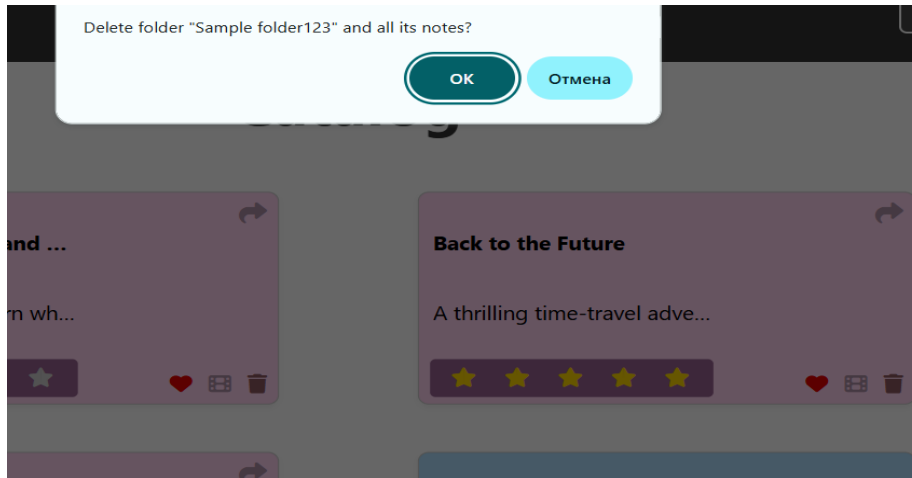 Delete folder "Sample folder123" and all its notes?
ОК Отмена
and ...
Back to the Future
rn wh...
A thrilling time-travel adve...